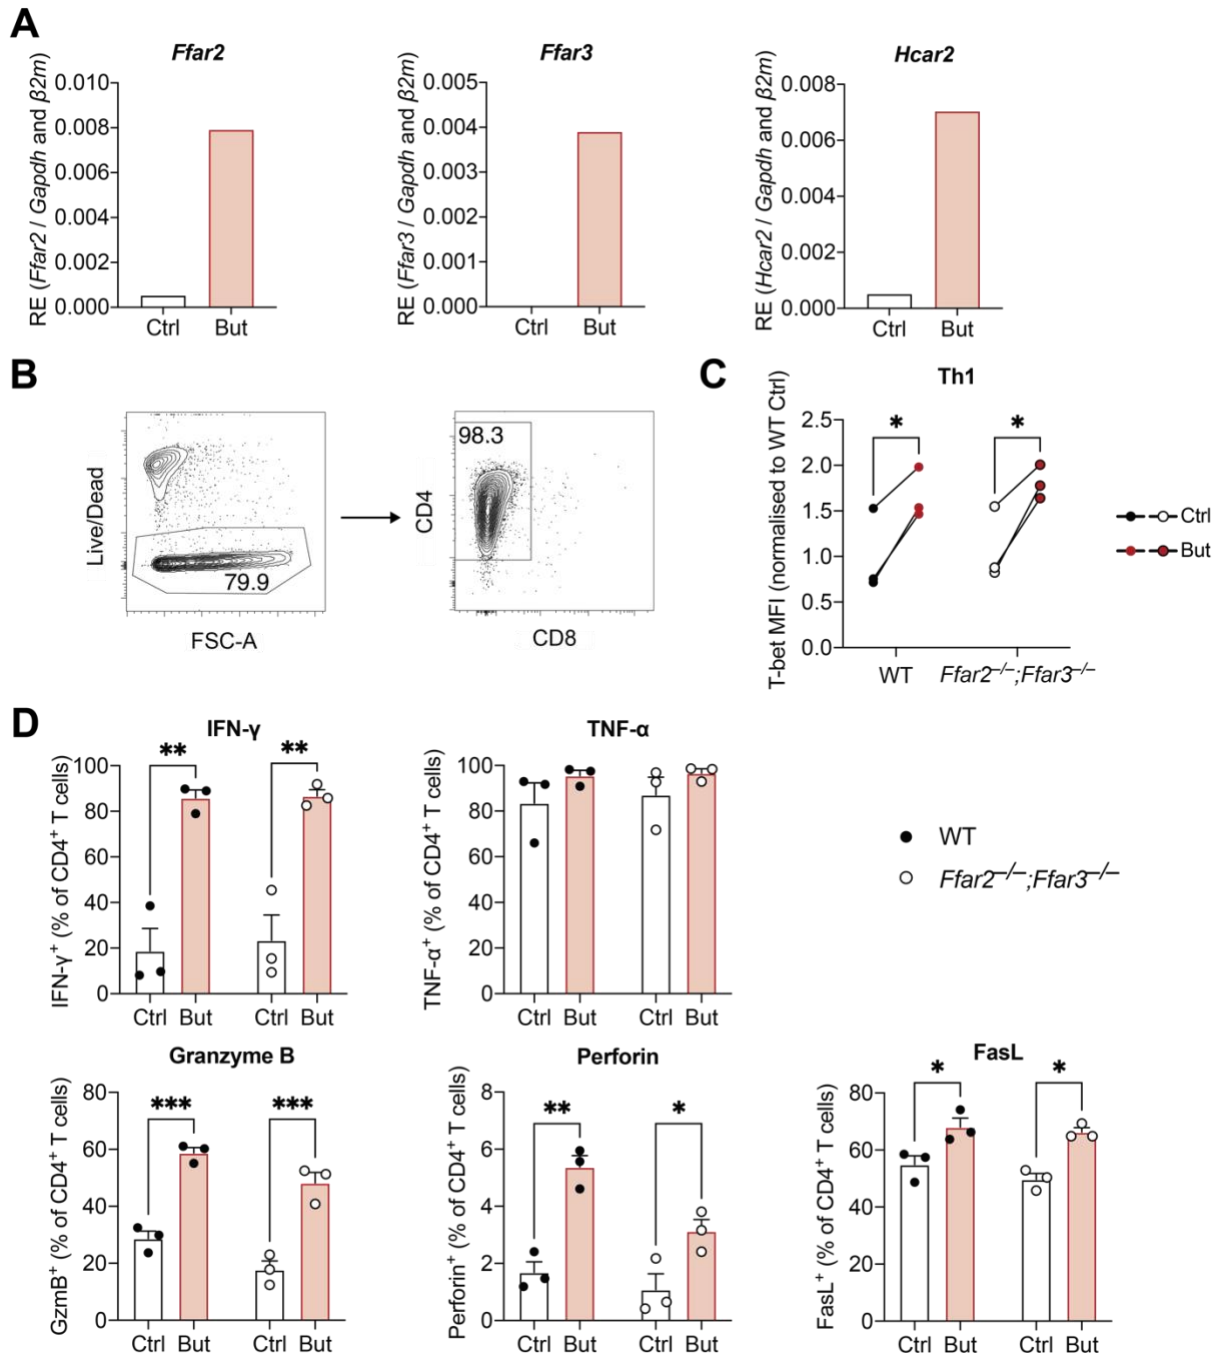 A
Ffar2
Ffar3
Hcar2
RE (Ffar2 / Gapdh and β2m)
0.010
0.008
0.006
0.004
0.002
0.000
Ctrl But
RE (Ffar3 / Gapdh and β2m)
0.005
0.004
0.003
0.002
0.001
0.000
Ctrl But
RE (Hcar2 / Gapdh and β2m)
0.008
0.006
0.004
0.002
0.000
Ctrl But
B
Live/Dead
79.9
FSC-A
98.3
CD4
CD8
C
Th1
T-bet MFI (normalised to WT Ctrl)
2.5
2.0
1.5
1.0
0.5
0.0
* *
WT Ffar2–/–;Ffar3–/–
Ctrl
But
D
IFN-γ
IFN-γ+ (% of CD4+ T cells)
100
80
60
40
20
0
** **
Ctrl But Ctrl But
TNF-α
TNF-α+ (% of CD4+ T cells)
100
80
60
40
20
0
Ctrl But Ctrl But
WT
Ffar2–/–;Ffar3–/–
Granzyme B
GzmB+ (% of CD4+ T cells)
80
60
40
20
0
*** ***
Ctrl But Ctrl But
Perforin
Perforin+ (% of CD4+ T cells)
8
6
4
2
0
** *
Ctrl But Ctrl But
FasL
FasL+ (% of CD4+ T cells)
80
60
40
20
0
* *
Ctrl But Ctrl But